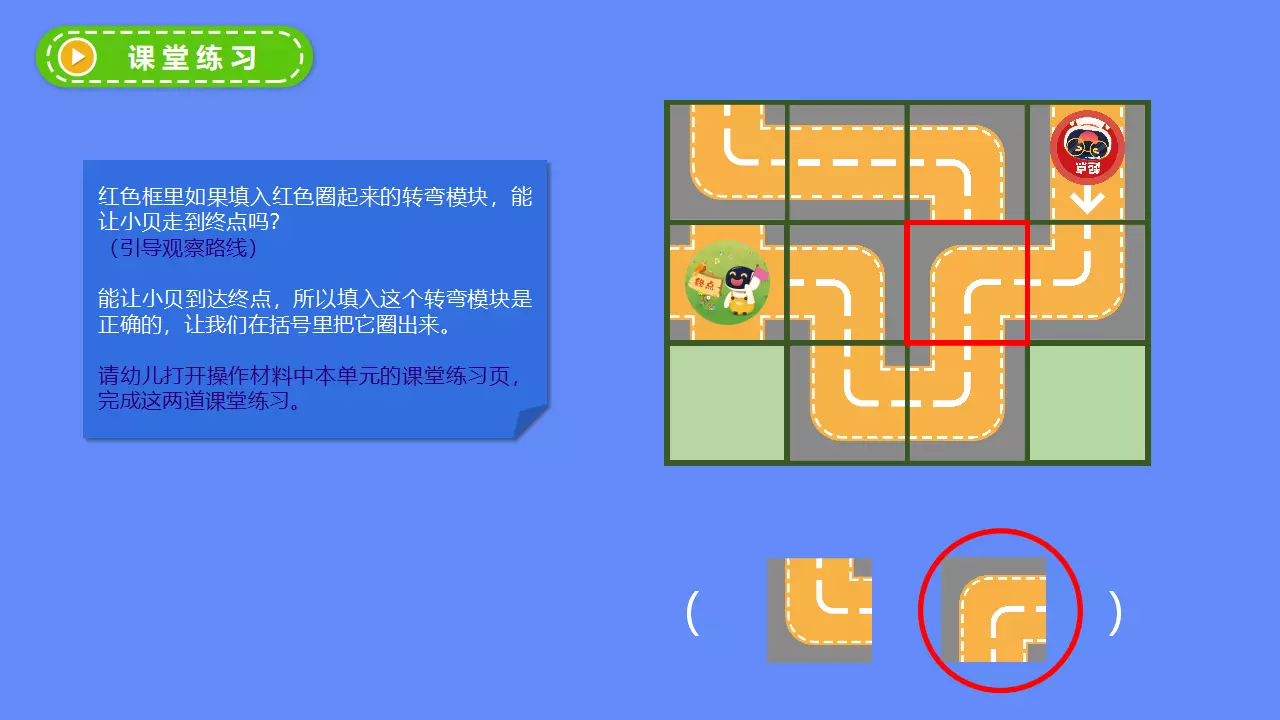 课堂练习
红色框里如果填入红色圈起来的转弯模块，能
让小贝走到终点吗？
（引导观察路线）
能让小贝到达终点，所以填入这个转弯模块是
正确的，让我们在括号里把它圈出来。
请幼儿打开操作材料中本单元的课堂练习页，
完成这两道课堂练习。
终点
(
)